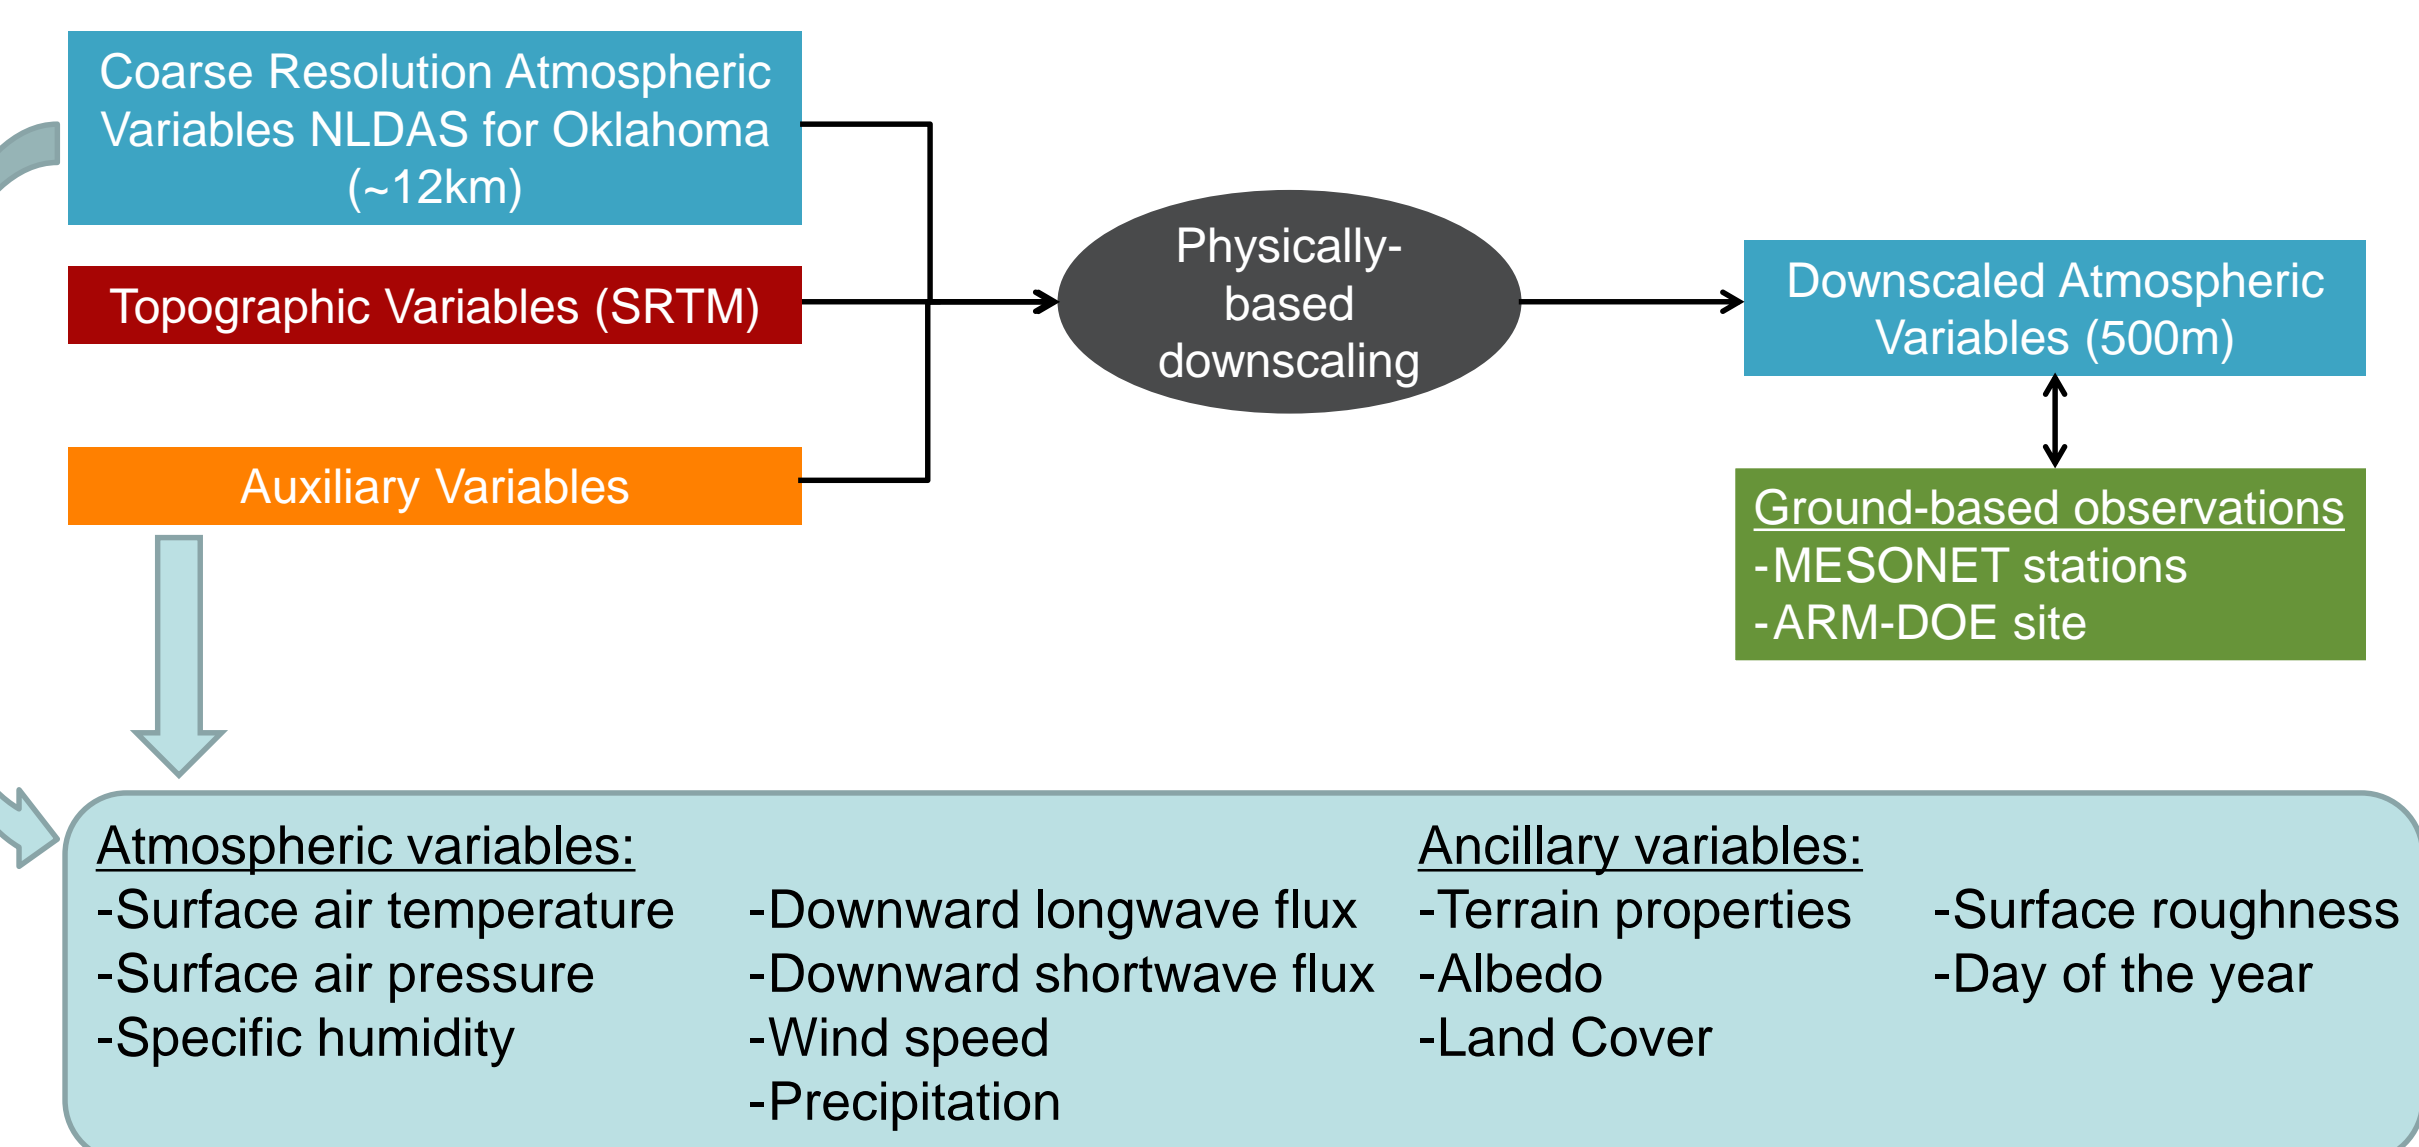 Coarse Resolution Atmospheric
Variables NLDAS for Oklahoma
(~12km)
Topographic Variables (SRTM)
Auxiliary Variables
Physically-
based
downscaling
Downscaled Atmospheric
Variables (500m)
Ground-based observations
-MESONET stations
-ARM-DOE site
Atmospheric variables:
-Surface air temperature
-Surface air pressure
-Specific humidity
-Downward longwave flux
-Downward shortwave flux
-Wind speed
-Precipitation
Ancillary variables:
-Terrain properties
-Albedo
-Land Cover
-Surface roughness
-Day of the year